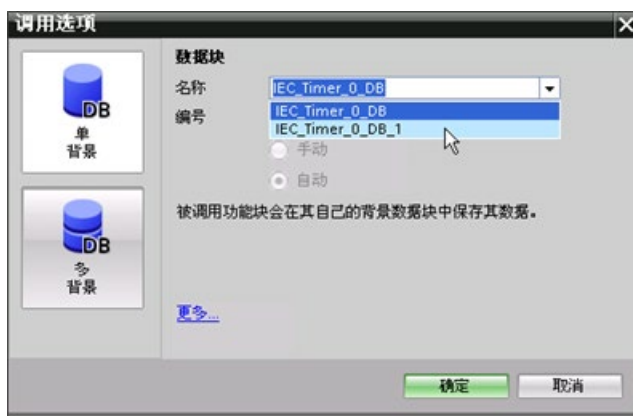 调用选项
DB
单
背景
DB
多
背景
数据块
名称
IEC_Timer_0_DB
编号
IEC_Timer_0_DB
IEC_Timer_0_DB_1
手动
自动
被调用功能块会在其自己的背景数据块中保存其数据。
更多...
确定
取消